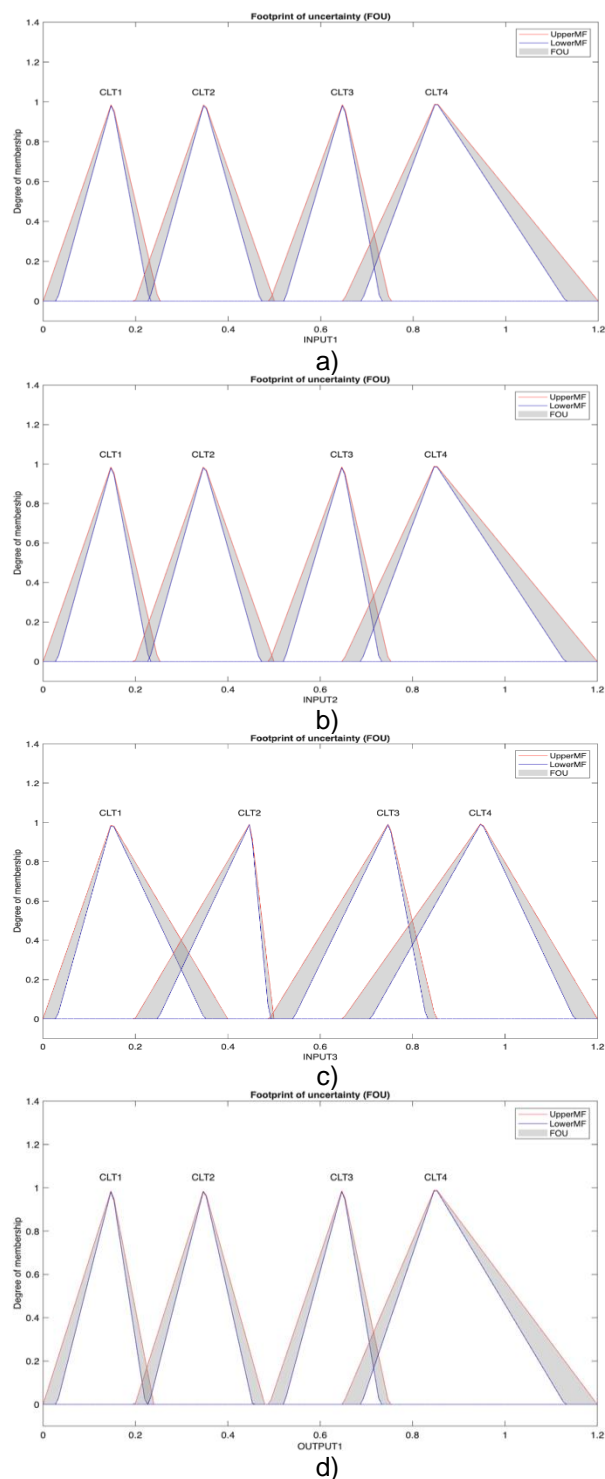 Footprint of uncertainty (FOU)
UpperMF
LowerMF
FOU
CLT1 CLT2 CLT3 CLT4
Degree of membership
1.4
1.2
1
0.8
0.6
0.4
0.2
0
0 0.2 0.4 0.6 0.8 1 1.2
INPUT1
a)
Footprint of uncertainty (FOU)
UpperMF
LowerMF
FOU
CLT1 CLT2 CLT3 CLT4
Degree of membership
1.4
1.2
1
0.8
0.6
0.4
0.2
0
0 0.2 0.4 0.6 0.8 1 1.2
INPUT2
b)
Footprint of uncertainty (FOU)
UpperMF
LowerMF
FOU
CLT1 CLT2 CLT3 CLT4
Degree of membership
1.4
1.2
1
0.8
0.6
0.4
0.2
0
0 0.2 0.4 0.6 0.8 1 1.2
INPUT3
c)
Footprint of uncertainty (FOU)
UpperMF
LowerMF
FOU
CLT1 CLT2 CLT3 CLT4
Degree of membership
1.4
1.2
1
0.8
0.6
0.4
0.2
0
0 0.2 0.4 0.6 0.8 1 1.2
OUTPUT1
d)